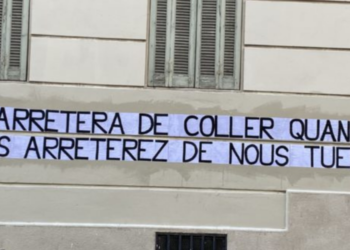 ARRETERA DE COLLER QUAN
S ARRETEREZ DE NOUS TUE